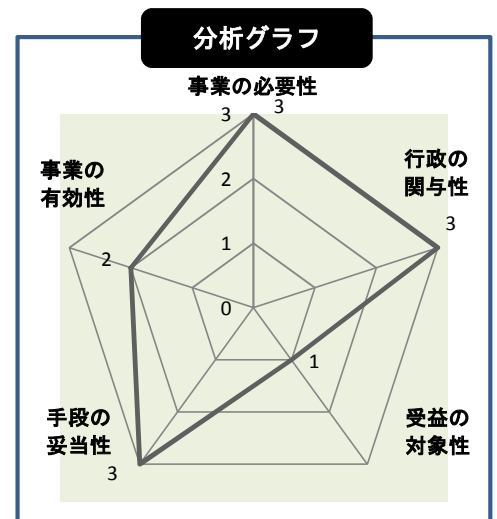 分析グラフ
事業の必要性
3
3
行政の
関与性
3
事業の
有効性
2
2
1
0
1
手段の
妥当性
3
受益の
対象性